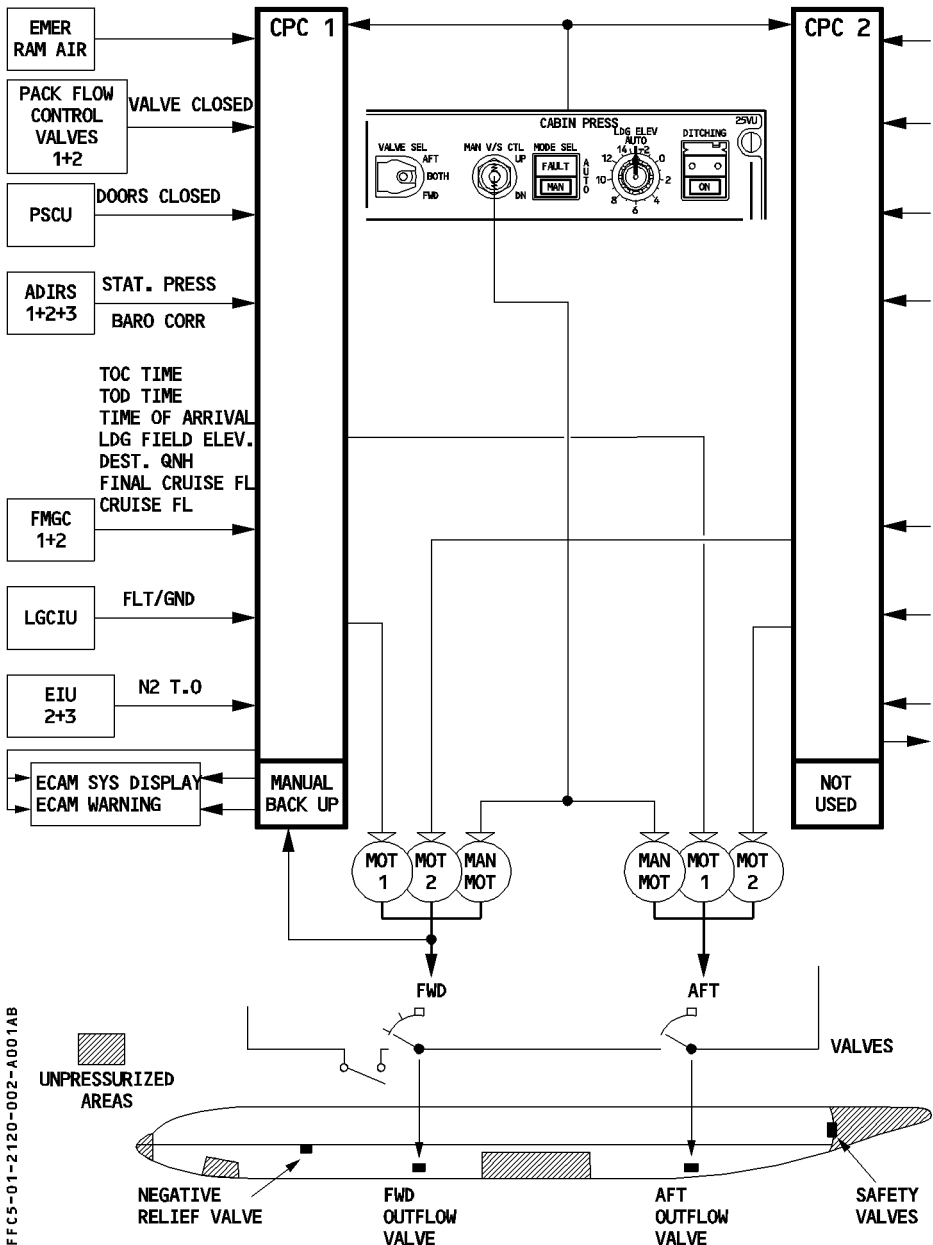 EMER
RAM AIR
CPC 1
CPC 2
PACK FLOW
CONTROL
VALVES
1+2
VALVE CLOSED
CABIN PRESS
25VU
VALVE SEL
AFT
BOTH
FWD
MAN V/S CTL
UP
DN
MODE SEL
FAULT
MAN
AUTO
LDG ELEV
AUTO
14
-2
12
0
10
2
8
4
6
DITCHING
ON
PSCU
DOORS CLOSED
ADIRS
1+2+3
STAT. PRESS
BARO CORR
TOC TIME
TOD TIME
TIME OF ARRIVAL
LDG FIELD ELEV.
DEST. QNH
FINAL CRUISE FL
CRUISE FL
FMGC
1+2
LGCIU
FLT/GND
EIU
2+3
N2 T.O
ECAM SYS DISPLAY
ECAM WARNING
MANUAL
BACK UP
NOT
USED
MOT
1
MOT
2
MAN
MOT
MAN
MOT
MOT
1
MOT
2
FWD
AFT
VALVES
UNPRESSURIZED
AREAS
NEGATIVE
RELIEF VALVE
FWD
OUTFLOW
VALVE
AFT
OUTFLOW
VALVE
SAFETY
VALVES
FFC5-01-2120-002-A001AB